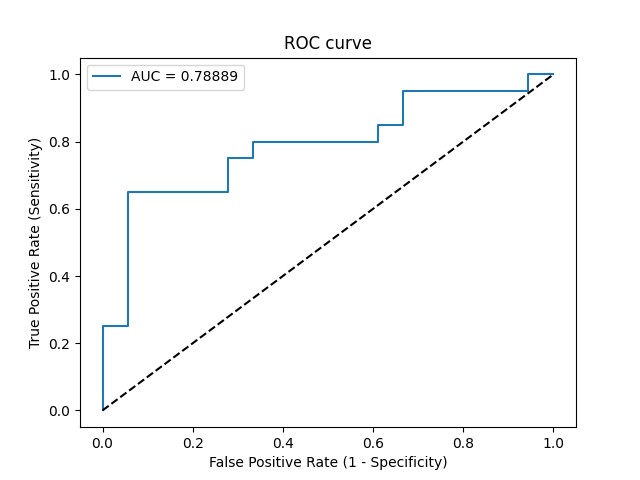 ROC curve
AUC = 0.78889
1.0
0.8
0.6
0.4
0.2
0.0
True Positive Rate (Sensitivity)
0.0 0.2 0.4 0.6 0.8 1.0
False Positive Rate (1 - Specificity)